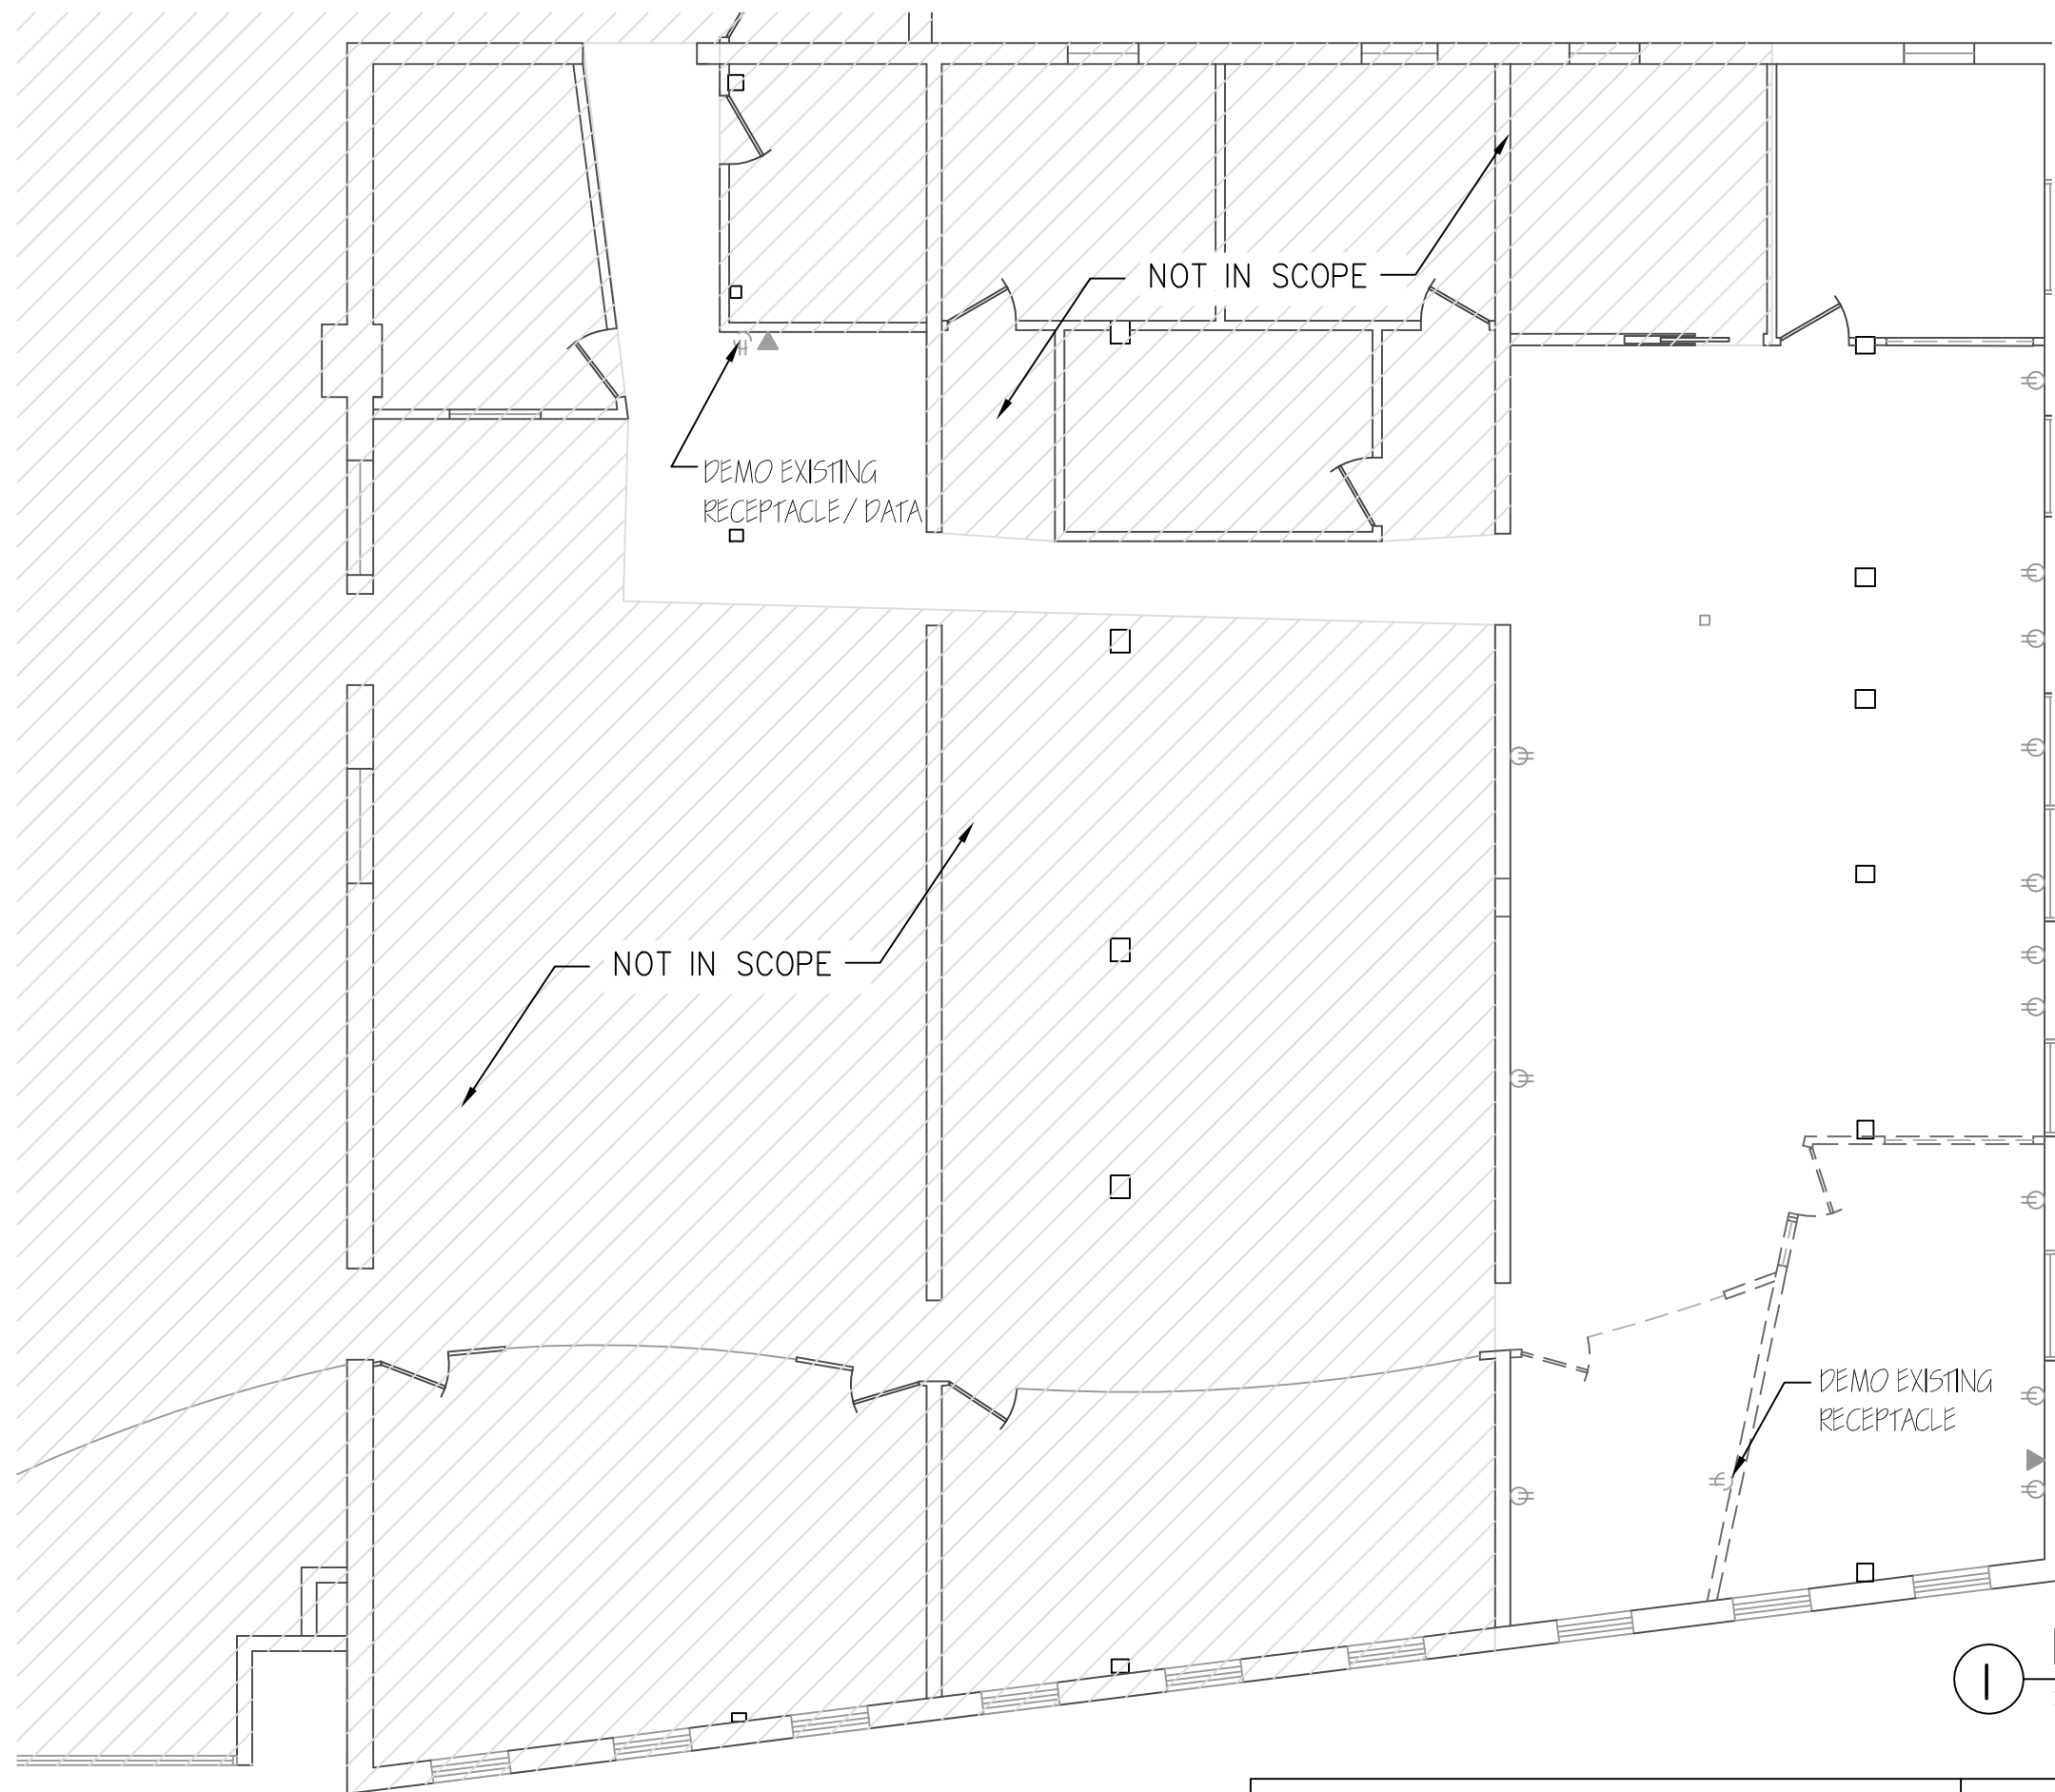 NOT IN SCOPE
DEMO EXISTING
RECEPTACLE/ DATA
NOT IN SCOPE
DEMO EXISTING
RECEPTACLE
1